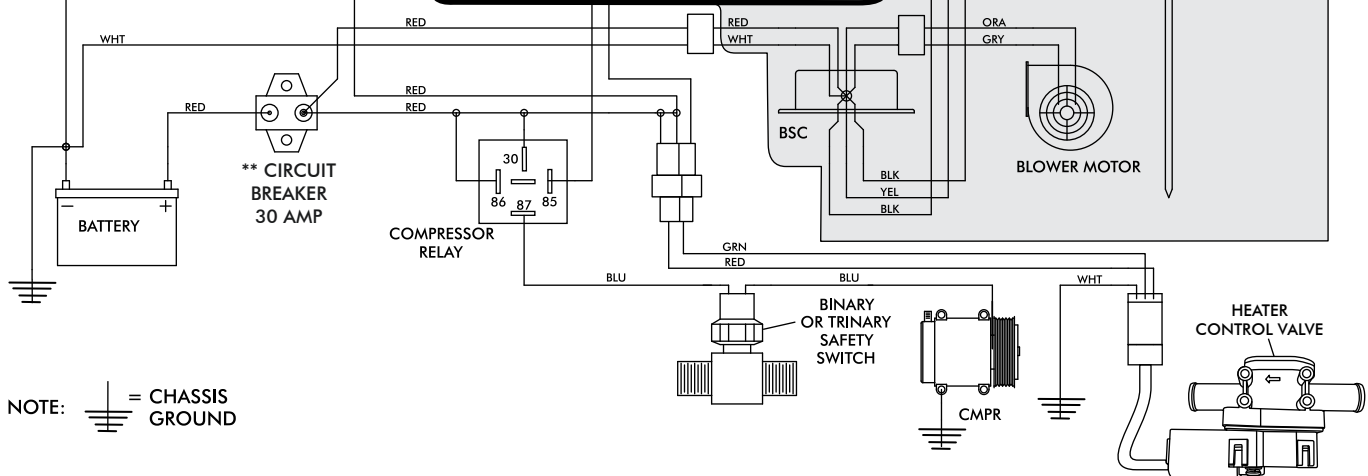 RED
RED
ORA
WHT
WHT
GRY
RED
RED
RED
BSC
BLOWER MOTOR
** CIRCUIT
BREAKER
30 AMP
30
86
87
85
BLK
YEL
BLK
−
+
BATTERY
COMPRESSOR
RELAY
GRN
RED
BLU
BLU
WHT
BINARY
OR TRINARY
SAFETY
SWITCH
HEATER
CONTROL VALVE
CMPR
NOTE:
= CHASSIS
GROUND